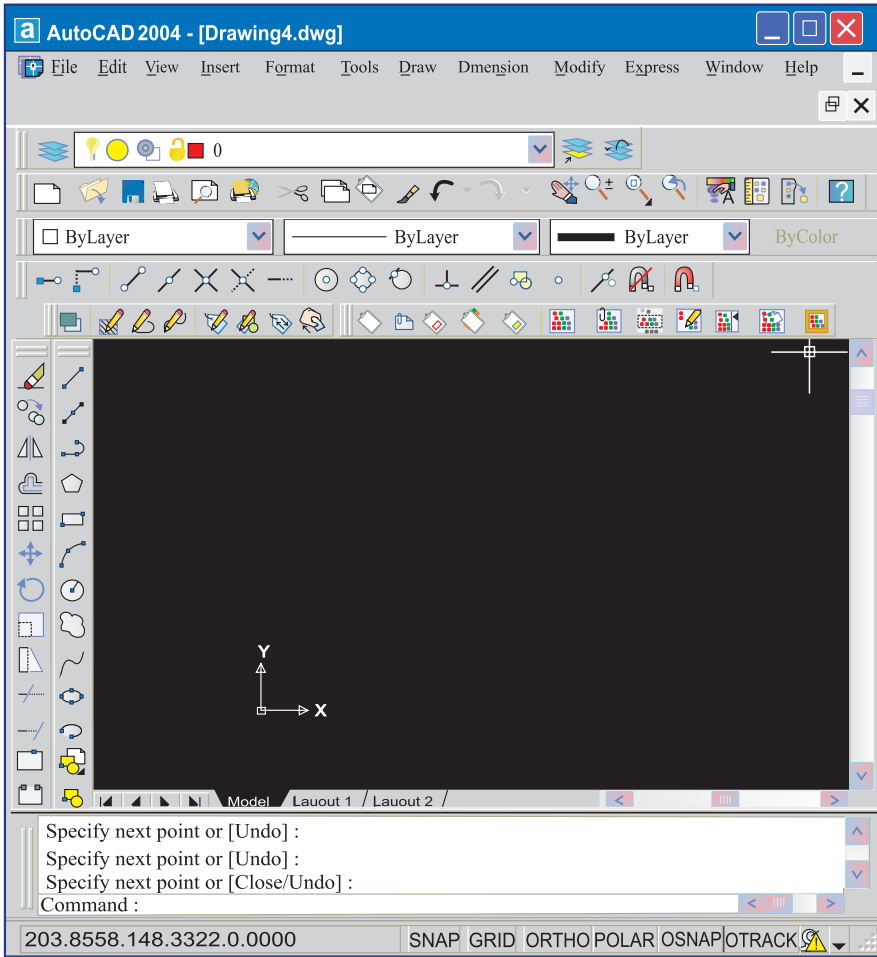 a AutoCAD 2004 - [Drawing4.dwg]
File Edit View Insert Format Tools Draw Dmension Modify Express Window Help
0
A ?
ByLayer ByLayer ByLayer ByColor
Y
X
Model Lauout 1 / Lauout 2 /
Specify next point or [Undo] :
Specify next point or [Undo] :
Specify next point or [Close/Undo] :
Command :
203.8558.148.3322.0.0000 SNAP GRID ORTHO POLAR OSNAP OTRACK